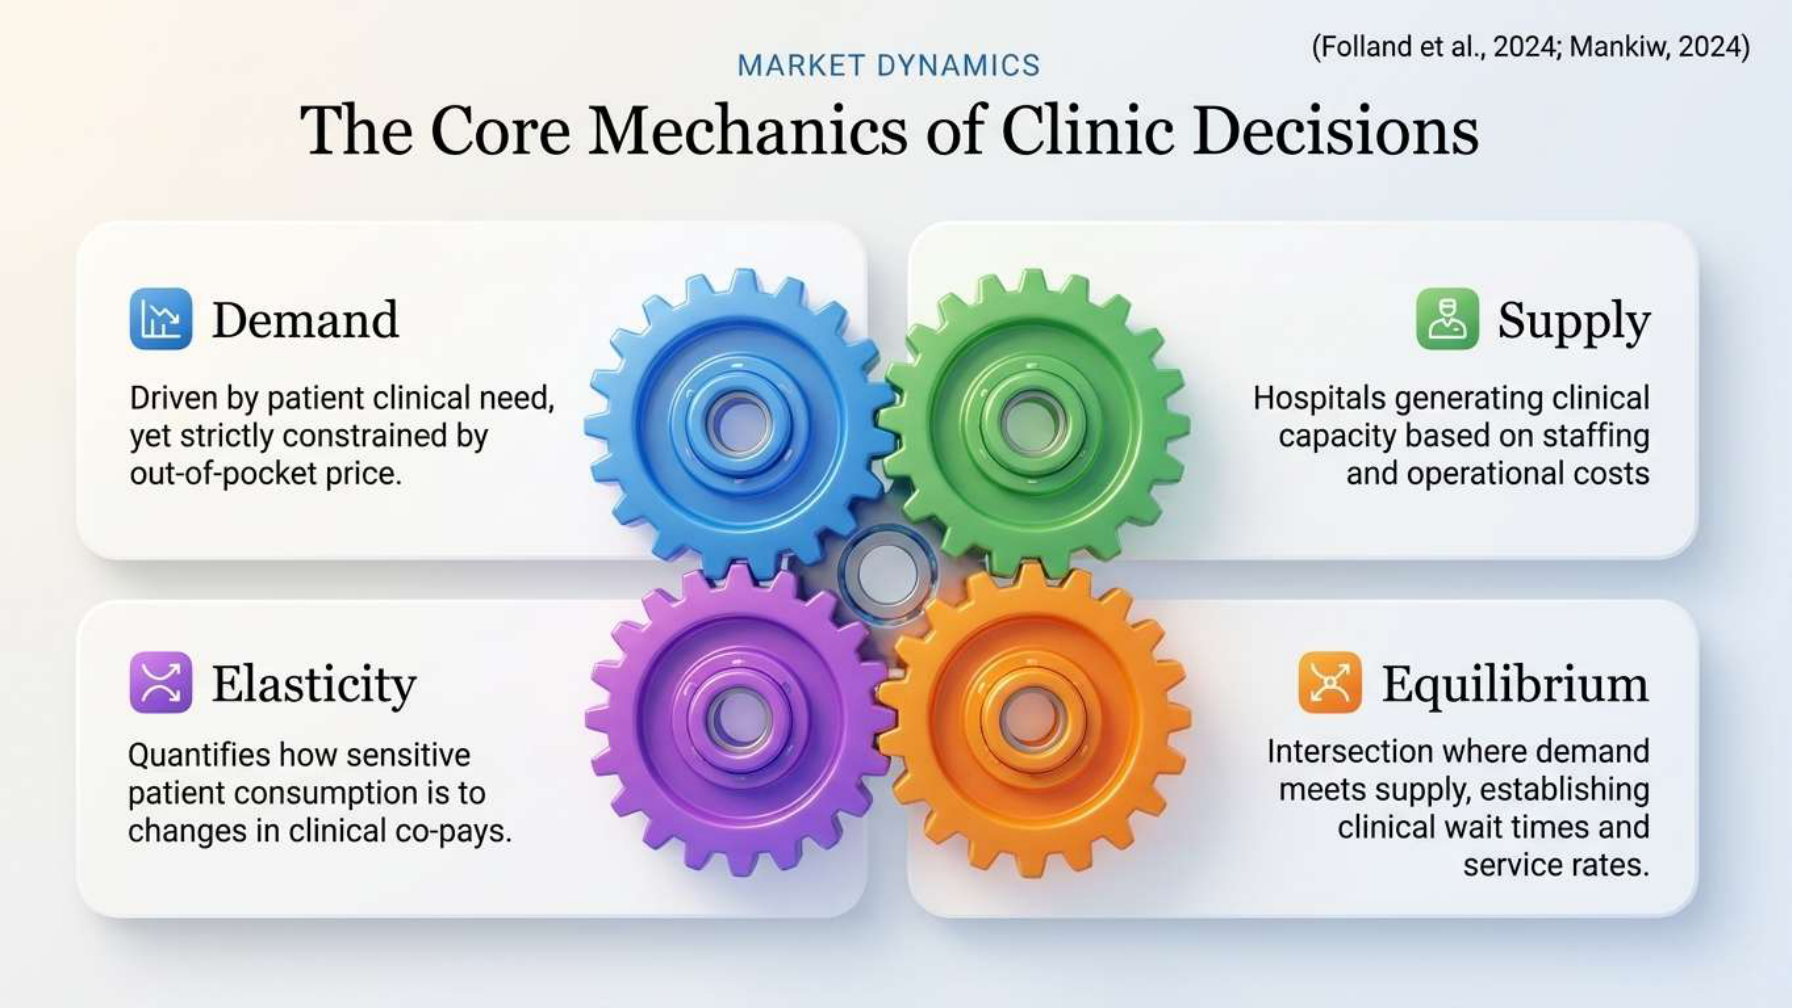 (Folland et al., 2024; Mankiw, 2024)
MARKET DYNAMICS
The Core Mechanics of Clinic Decisions
Demand
Driven by patient clinical need,
yet strictly constrained by
out-of-pocket price.
Supply
Hospitals generating clinical
capacity based on staffing
and operational costs
Elasticity
Quantifies how sensitive
patient consumption is to
changes in clinical co-pays.
Equilibrium
Intersection where demand
meets supply, establishing
clinical wait times and
service rates.